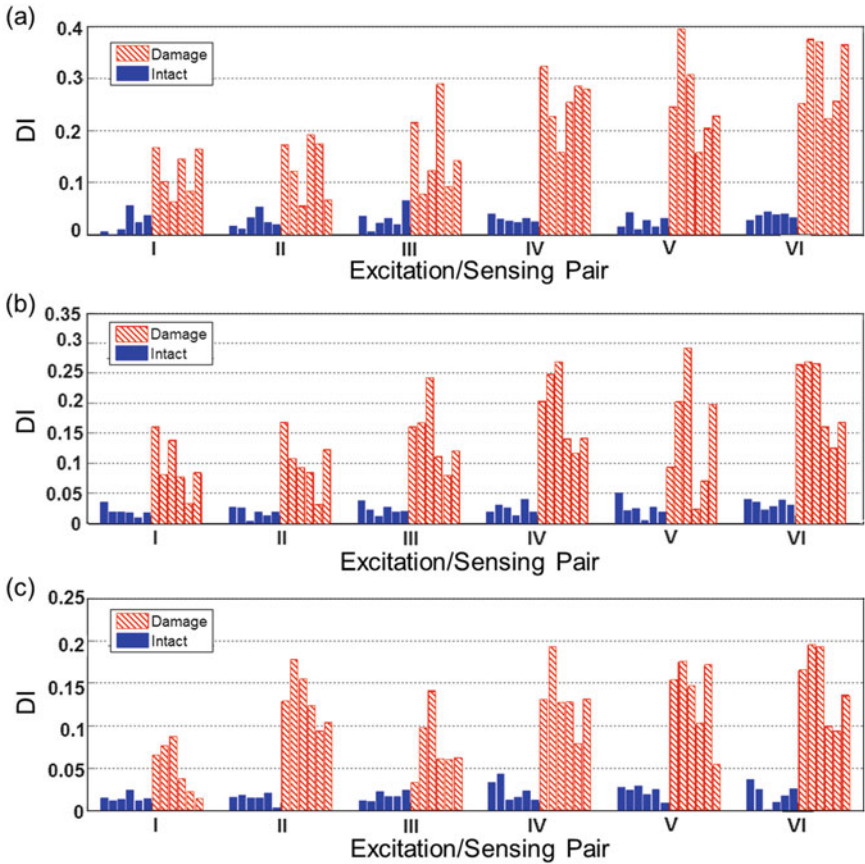 (a)
0.4
0.3
0.2
0.1
0
DI
Damage
Intact
I II III IV V VI
Excitation/Sensing Pair
(b)
0.35
0.3
0.25
0.2
0.15
0.1
0.05
0
DI
Damage
Intact
I II III IV V VI
Excitation/Sensing Pair
(c)
0.25
0.2
0.15
0.1
0.05
0
DI
Damage
Intact
I II III IV V VI
Excitation/Sensing Pair